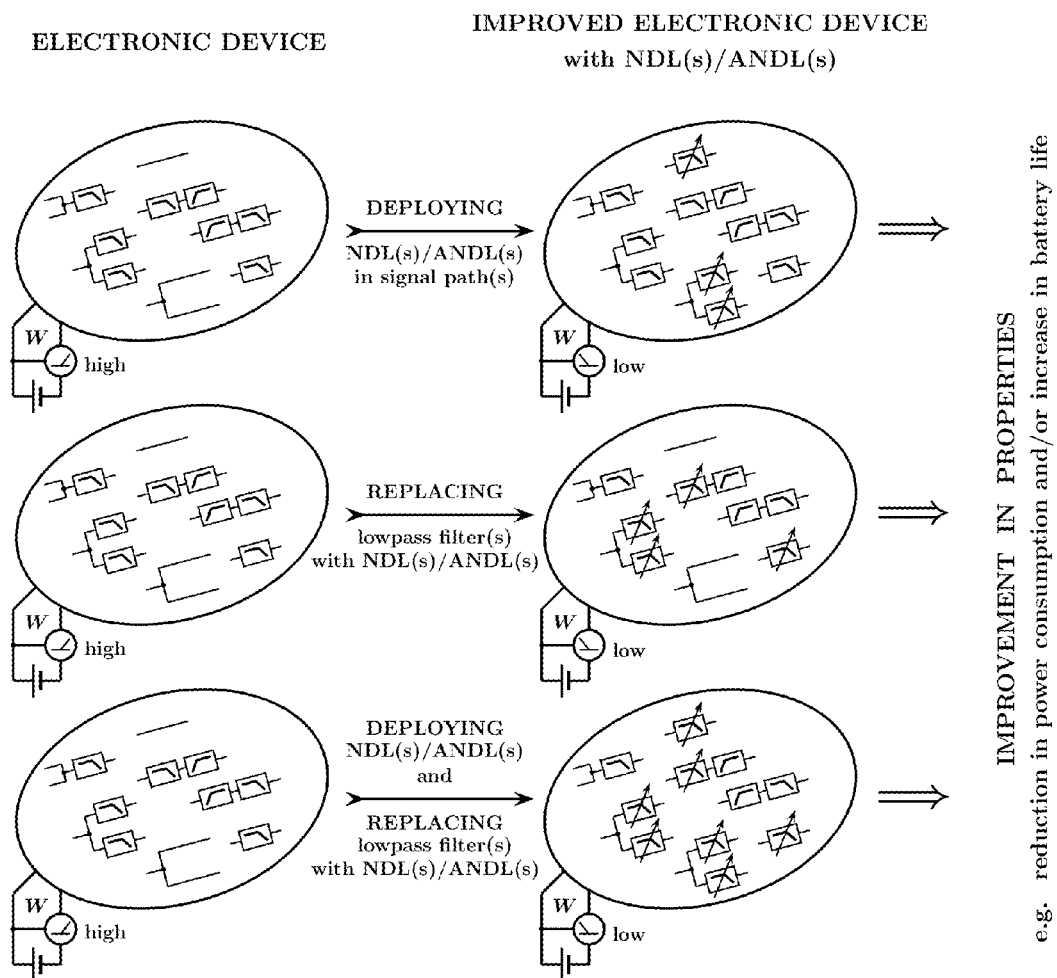 ELECTRONIC DEVICE
IMPROVED ELECTRONIC DEVICE
with NDL(s)/ANDL(s)
DEPLOYING
NDL(s)/ANDL(s)
in signal path(s)
W
high
W
low
REPLACING
lowpass filter(s)
with NDL(s)/ANDL(s)
W
high
W
low
DEPLOYING
NDL(s)/ANDL(s)
and
REPLACING
lowpass filter(s)
with NDL(s)/ANDL(s)
W
high
W
low
IMPROVEMENT IN PROPERTIES
e.g. reduction in power consumption and/or increase in battery life